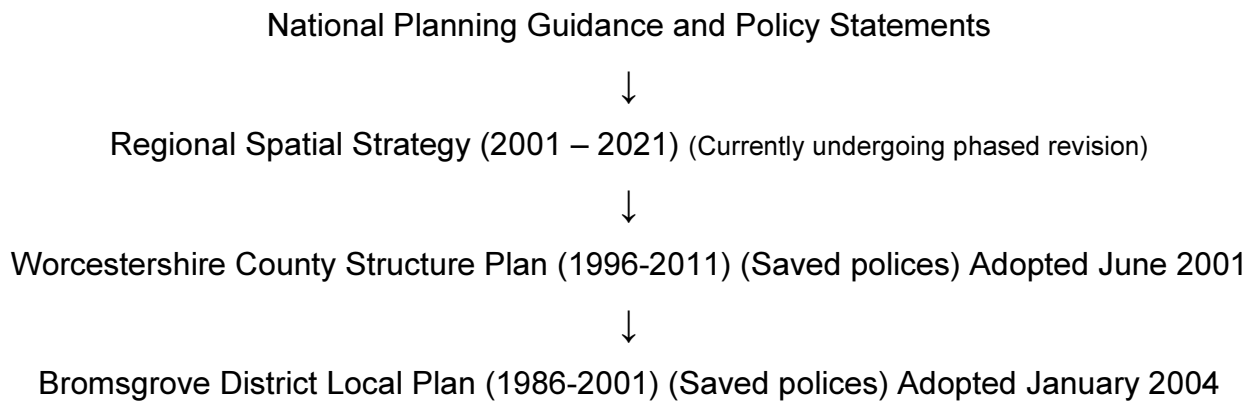 National Planning Guidance and Policy Statements
↓
Regional Spatial Strategy (2001 – 2021) (Currently undergoing phased revision)
↓
Worcestershire County Structure Plan (1996-2011) (Saved polices) Adopted June 2001
↓
Bromsgrove District Local Plan (1986-2001) (Saved polices) Adopted January 2004